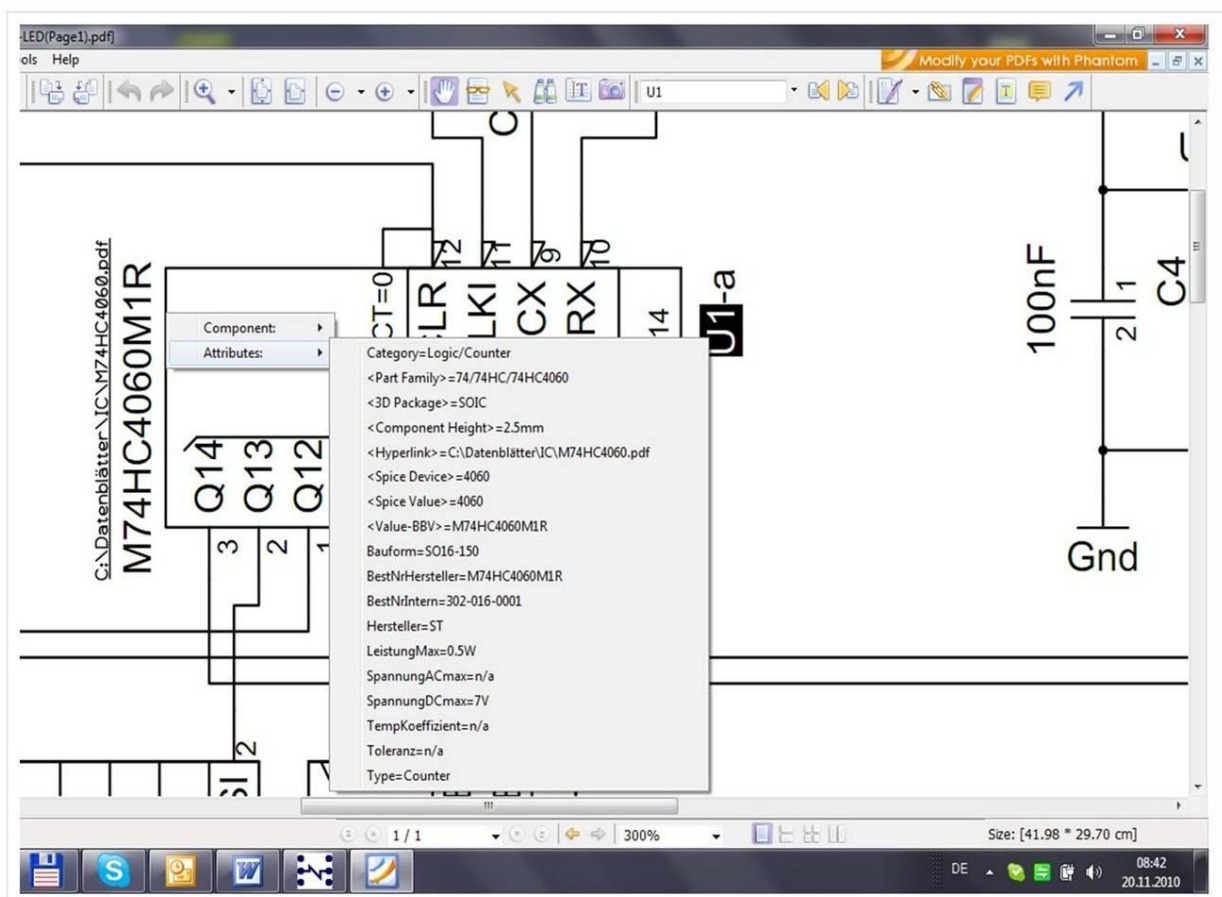 -LED(Page1).pdf]
ols Help
Modify your PDFs with Phantom
U1
C
12
11
9
10
CT=0
CLR
LKI
CX
RX
14
U1-a
C:\Datenblätter\IC\M74HC4060.pdf
M74HC4060M1R
Component:
Attributes:
Category=Logic/Counter
<Part Family>=74/74HC/74HC4060
<3D Package>=SOIC
<Component Height>=2.5mm
<Hyperlink>=C:\Datenblätter\IC\M74HC4060.pdf
<Spice Device>=4060
<Spice Value>=4060
<Value-BBV>=M74HC4060M1R
Bauform=SO16-150
BestNrHersteller=M74HC4060M1R
BestNrIntern=302-016-0001
Hersteller=ST
LeistungMax=0.5W
SpannungACmax=n/a
SpannungDCmax=7V
TempKoeffizient=n/a
Toleranz=n/a
Type=Counter
Q14
Q13
Q12
3
2
1
2
SI
100nF
1
2
C4
Gnd
1 / 1
300%
Size: [41.98 * 29.70 cm]
DE
08:42
20.11.2010